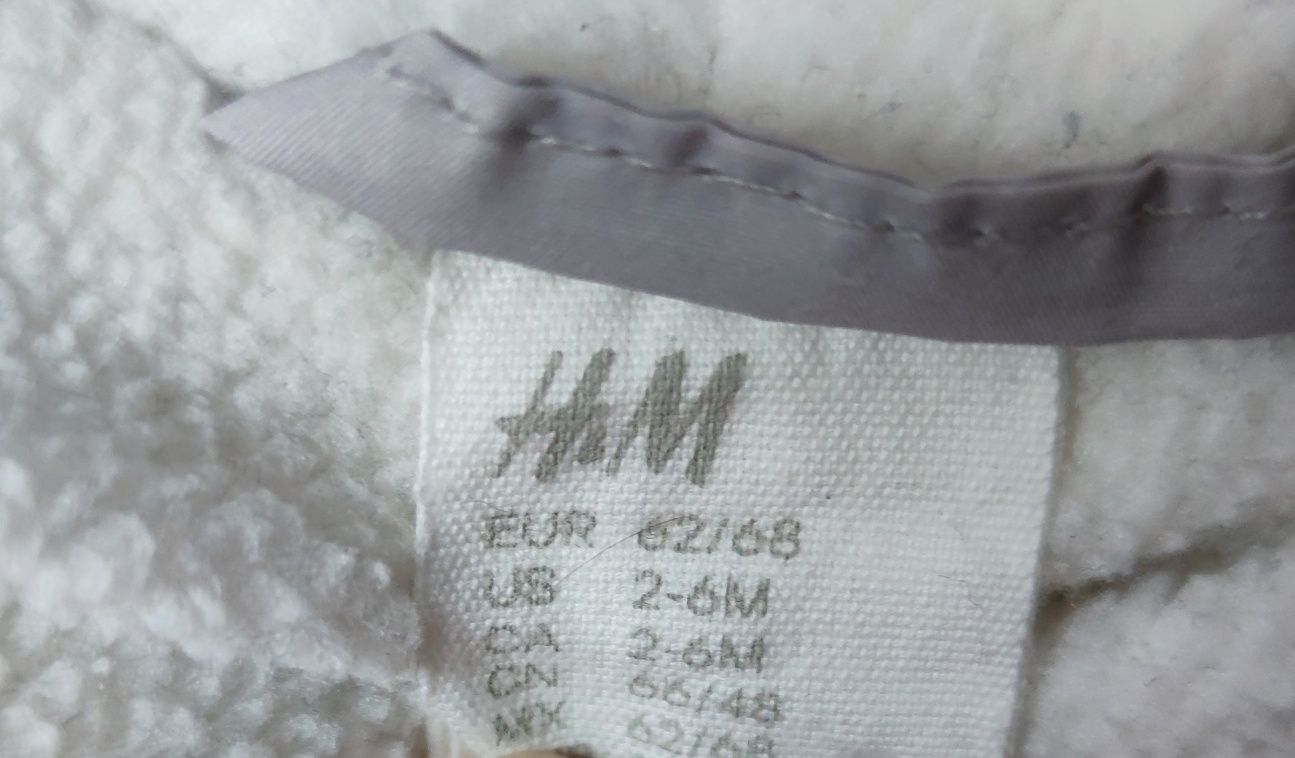 H&M
EUR 62/68
US 2-6M
CA 2-6M
CN 66/48
MX 62/68